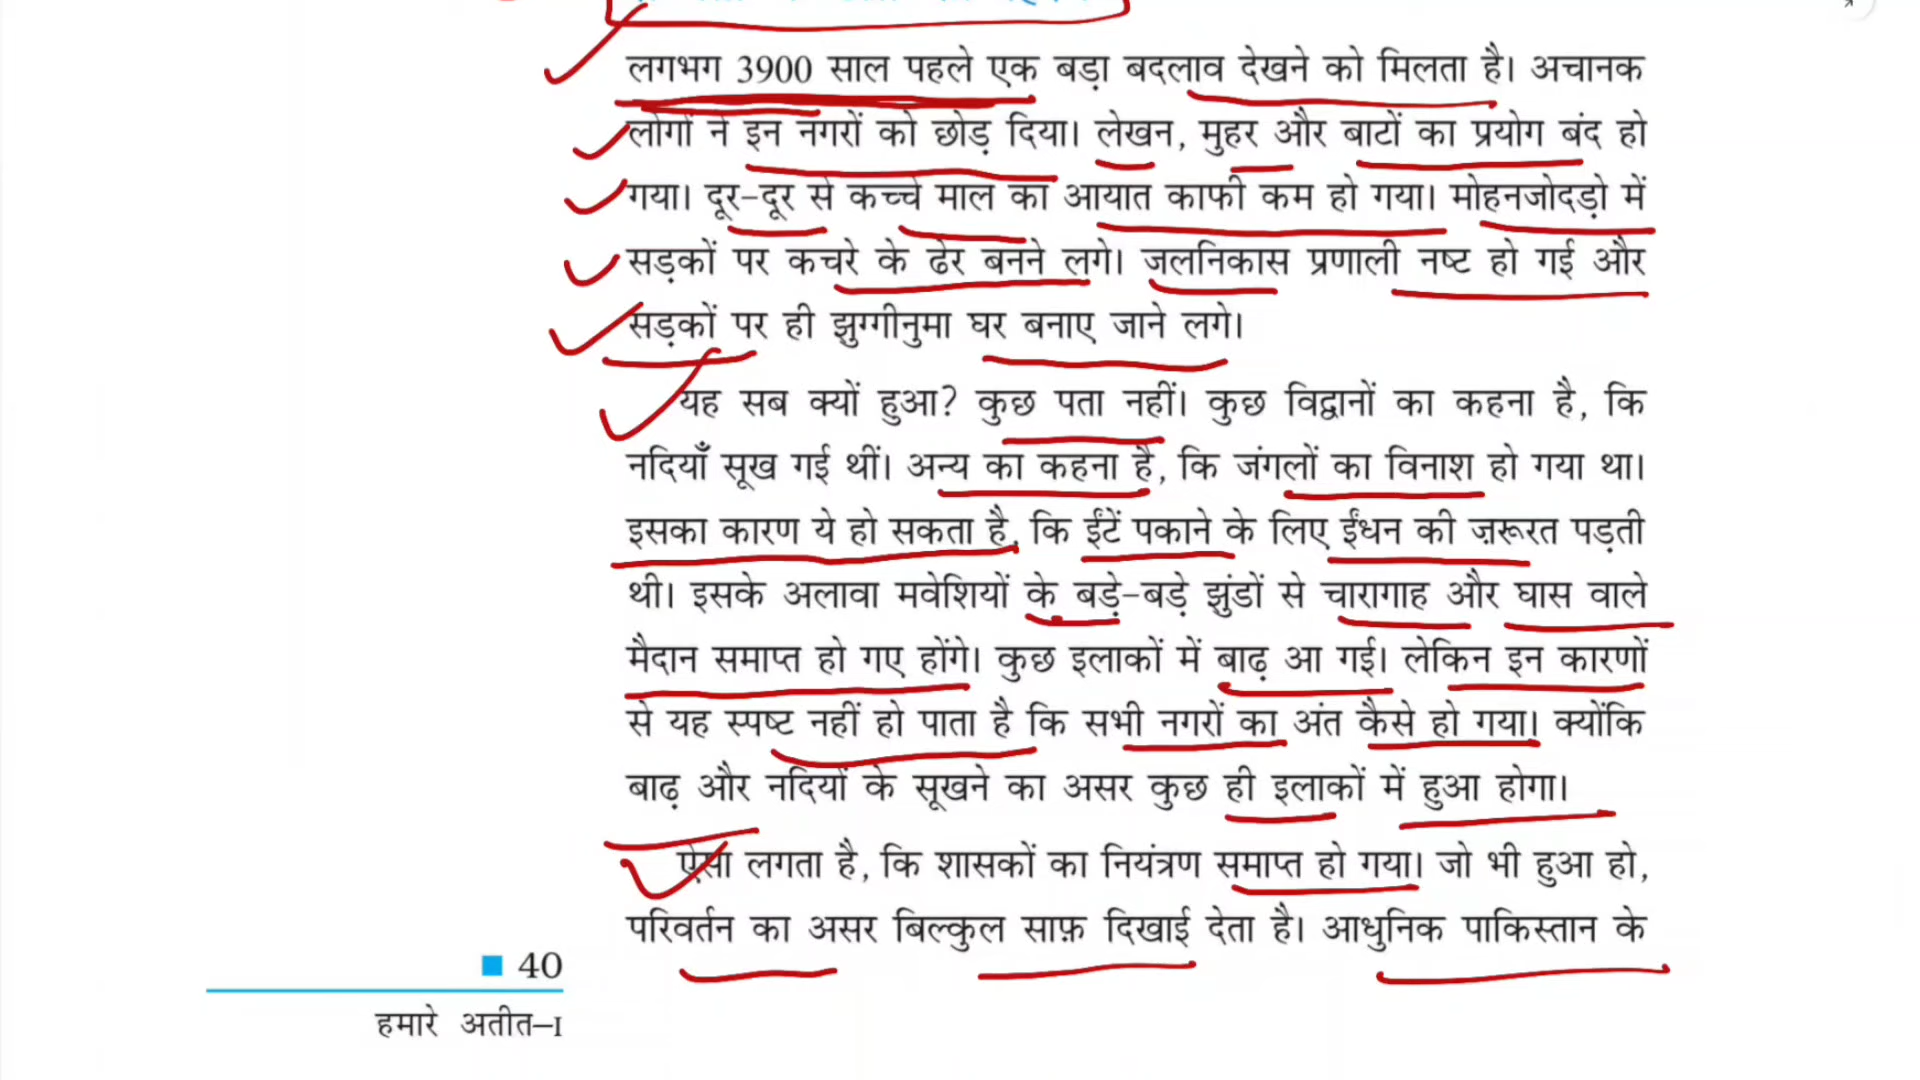 लगभग 3900 साल पहले एक बड़ा बदलाव देखने को मिलता है। अचानक
लोगों ने इन नगरों को छोड़ दिया। लेखन, मुहर और बाटों का प्रयोग बंद हो
गया। दूर-दूर से कच्चे माल का आयात काफी कम हो गया। मोहनजोदड़ो में
सड़कों पर कचरे के ढेर बनने लगे। जलनिकास प्रणाली नष्ट हो गई और
सड़कों पर ही झुग्गीनुमा घर बनाए जाने लगे।
यह सब क्यों हुआ? कुछ पता नहीं। कुछ विद्वानों का कहना है, कि
नदियाँ सूख गई थीं। अन्य का कहना है, कि जंगलों का विनाश हो गया था।
इसका कारण ये हो सकता है, कि ईंटें पकाने के लिए ईंधन की ज़रूरत पड़ती
थी। इसके अलावा मवेशियों के बड़े-बड़े झुंडों से चारागाह और घास वाले
मैदान समाप्त हो गए होंगे। कुछ इलाकों में बाढ़ आ गई। लेकिन इन कारणों
से यह स्पष्ट नहीं हो पाता है कि सभी नगरों का अंत कैसे हो गया। क्योंकि
बाढ़ और नदियों के सूखने का असर कुछ ही इलाकों में हुआ होगा।
ऐसा लगता है, कि शासकों का नियंत्रण समाप्त हो गया। जो भी हुआ हो,
परिवर्तन का असर बिल्कुल साफ़ दिखाई देता है। आधुनिक पाकिस्तान के
40
हमारे अतीत–I